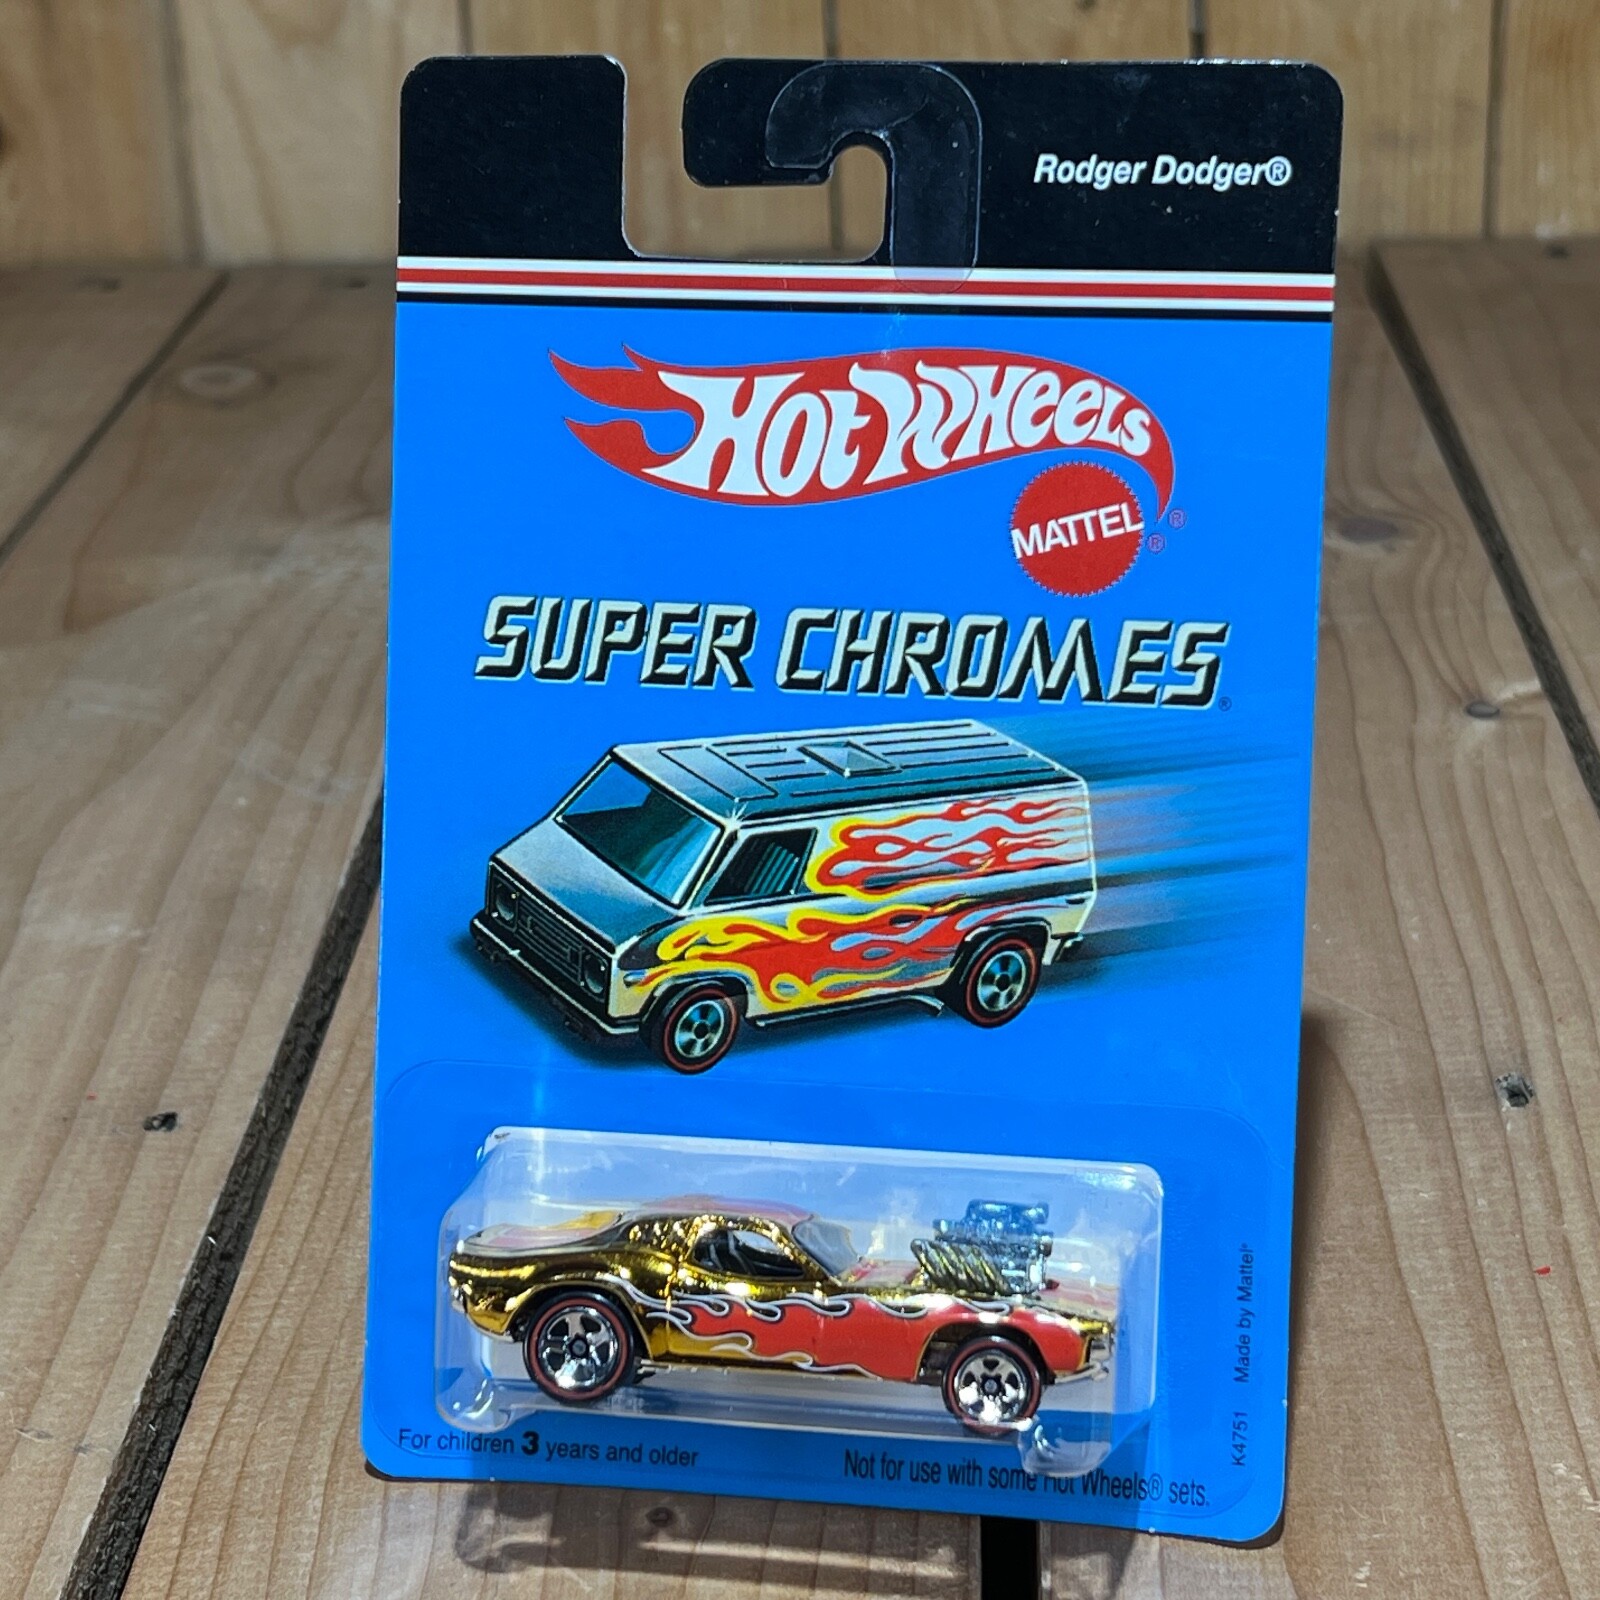 Rodger Dodger®
Hot Wheels
MATTEL
®
®
SUPER CHROMES
®
For children 3 years and older
Not for use with some Hot Wheels® sets.
K4751 Made by Mattel